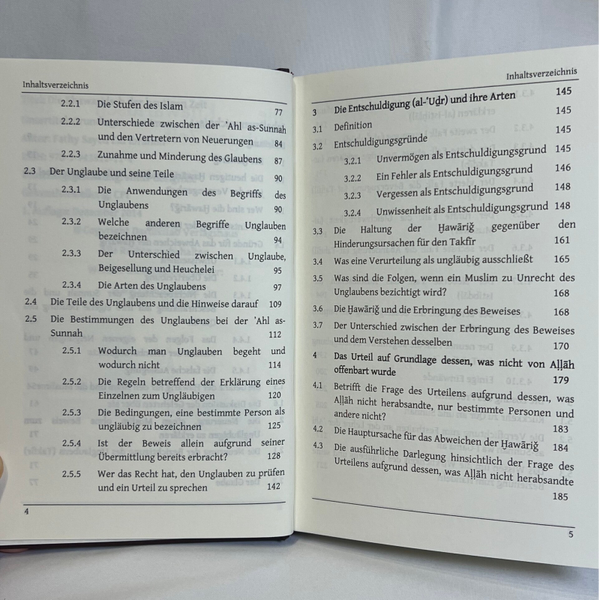 Inhaltsverzeichnis
2.2.1 Die Stufen des Islam 77
2.2.2 Unterschiede zwischen der 'Ahl as-Sunnah
und den Vertretern von Neuerungen 84
2.2.3 Zunahme und Minderung des Glaubens 87
2.3 Der Unglaube und seine Teile 90
2.3.1 Die Anwendungen des Begriffs des
Unglaubens 90
2.3.2 Welche anderen Begriffe Unglauben
bezeichnen 94
2.3.3 Der Unterschied zwischen Unglaube,
Beigesellung und Heuchelei 95
2.3.4 Die Arten des Unglaubens 97
2.4 Die Teile des Unglaubens und die Hinweise darauf 109
2.5 Die Bestimmungen des Unglaubens bei der 'Ahl as-
Sunnah 112
2.5.1 Wodurch man Unglauben begeht und
wodurch nicht 114
2.5.2 Die Regeln betreffend der Erklärung eines
Einzelnen zum Ungläubigen 120
2.5.3 Die Bedingungen, eine bestimmte Person als
ungläubig zu bezeichnen 125
2.5.4 Ist der Beweis allein aufgrund seiner
Übermittlung bereits erbracht? 128
2.5.5 Wer das Recht hat, den Unglauben zu prüfen
und ein Urteil zu sprechen 142
4
Inhaltsverzeichnis
3 Die Entschuldigung (al-'Uḏr) und ihre Arten 145
3.1 Definition 145
3.2 Entschuldigungsgründe 145
3.2.1 Unvermögen als Entschuldigungsgrund 145
3.2.2 Ein Fehler als Entschuldigungsgrund 146
3.2.3 Vergessen als Entschuldigungsgrund 148
3.2.4 Unwissenheit als Entschuldigungsgrund 148
3.3 Die Haltung der Ḫawāriǧ gegenüber den
Hinderungsursachen für den Takfīr 161
3.4 Was eine Verurteilung als ungläubig ausschließt 165
3.5 Was sind die Folgen, wenn ein Muslim zu Unrecht des
Unglaubens bezichtigt wird? 168
3.6 Die Ḫawāriǧ und die Erbringung des Beweises 168
3.7 Der Unterschied zwischen der Erbringung des Beweises
und dem Verstehen desselben 170
4 Das Urteil auf Grundlage dessen, was nicht von Aḷḷāh
offenbart wurde 179
4.1 Betrifft die Frage des Urteilens aufgrund dessen, was
Aḷḷāh nicht herabsandte, nur bestimmte Personen und
andere nicht? 183
4.2 Die Hauptursache für das Abweichen der Ḫawāriǧ 184
4.3 Die ausführliche Darlegung hinsichtlich der Frage des
Urteilens aufgrund dessen, was Aḷḷāh nicht herabsandte
185
5